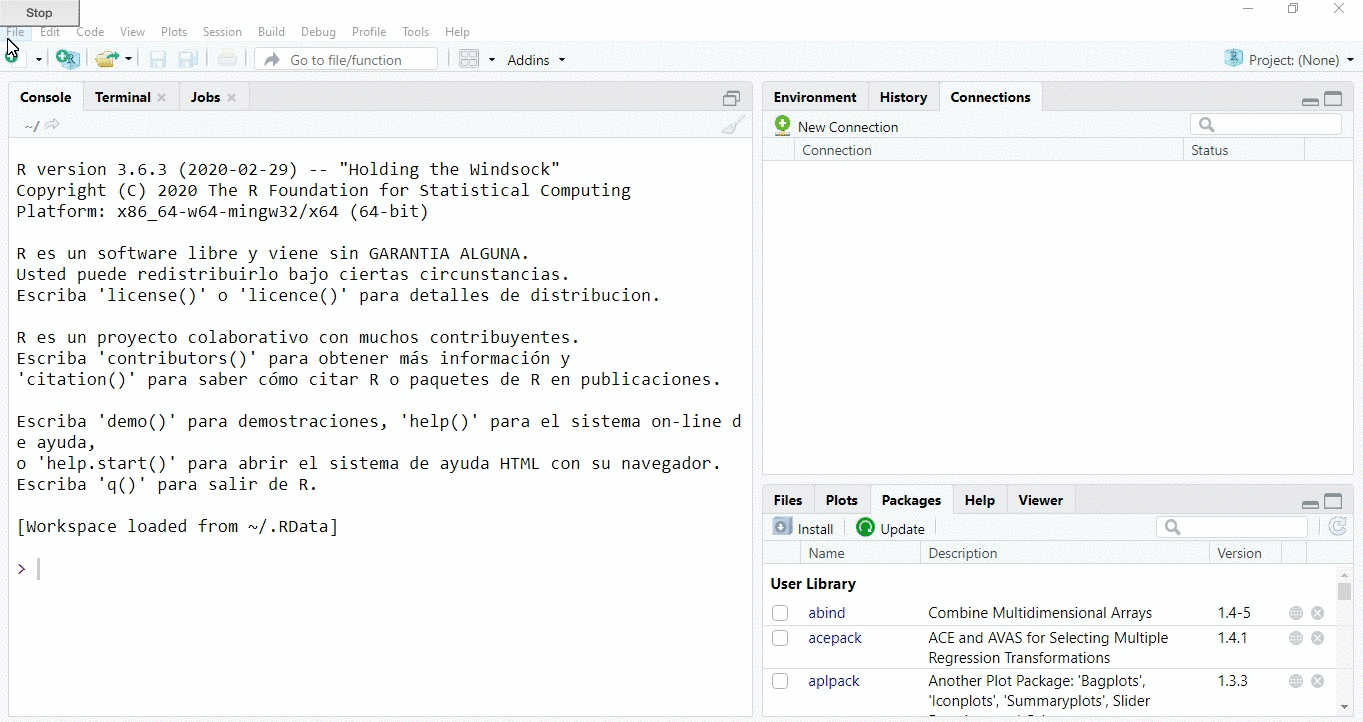 Stop
File Edit Code View Plots Session Build Debug Profile Tools Help
Go to file/function Addins Project: (None)
Console Terminal Jobs
~/
R version 3.6.3 (2020-02-29) -- "Holding the Windsock"
Copyright (C) 2020 The R Foundation for Statistical Computing
Platform: x86_64-w64-mingw32/x64 (64-bit)
R es un software libre y viene sin GARANTIA ALGUNA.
Usted puede redistribuirlo bajo ciertas circunstancias.
Escriba 'license()' o 'licence()' para detalles de distribucion.
R es un proyecto colaborativo con muchos contribuyentes.
Escriba 'contributors()' para obtener más información y
'citation()' para saber cómo citar R o paquetes de R en publicaciones.
Escriba 'demo()' para demostraciones, 'help()' para el sistema on-line d
e ayuda,
o 'help.start()' para abrir el sistema de ayuda HTML con su navegador.
Escriba 'q()' para salir de R.
[Workspace loaded from ~/.RData]
>
Environment History Connections
New Connection
Connection Status
Files Plots Packages Help Viewer
Install Update
Name Description Version
User Library
abind Combine Multidimensional Arrays 1.4-5
acepack ACE and AVAS for Selecting Multiple 1.4.1
Regression Transformations
aplpack Another Plot Package: 'Bagplots', 1.3.3
'Iconplots', 'Summaryplots', Slider